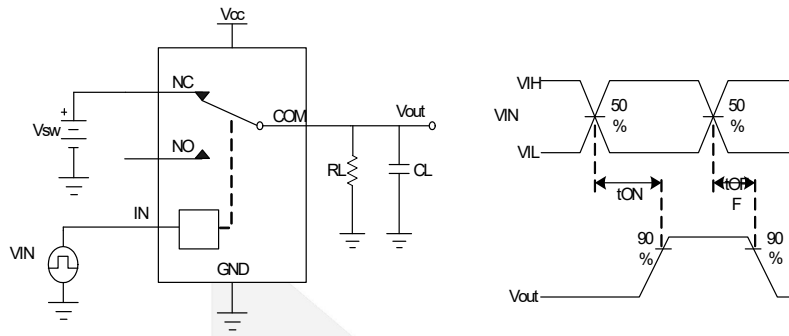 Vcc
NC
COM
Vout
+
Vsw
NO
RL
CL
IN
VIN
GND
VIH
VIN
VIL
50
%
50
%
tON
tOF
F
90
%
90
%
Vout